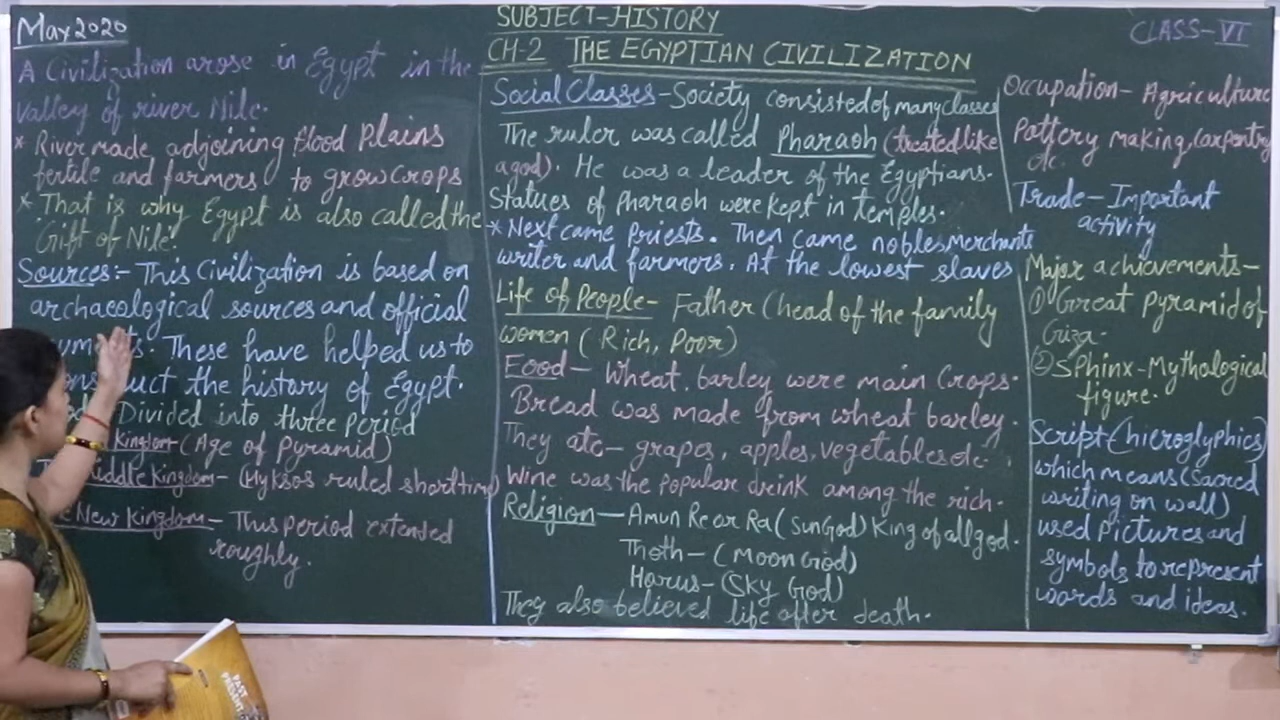 May 2020
SUBJECT-HISTORY
CLASS-VI
CH-2 THE EGYPTIAN CIVILIZATION
A Civilization arose in Egypt in the
valley of river Nile.
* River made adjoining flood Plains
fertile and farmers to grow crops
* That is why Egypt is also called the
Gift of Nile.
Sources:- This Civilization is based on
archaeological sources and official
These have helped us to
the history of Egypt.
Divided into three Period
Kingdom-(Age of Pyramid)
Middle Kingdom- (Hyksos ruled short time)
New Kingdom- This period extended
roughly.
Social Classes-Society consisted of many classes
The ruler was called Pharaoh (treated like
a god). He was a leader of the Egyptians.
Statues of Pharaoh were kept in temples.
* Next came Priests. Then came nobles, Merchants
writer and farmers. At the lowest slaves
Life of People- Father (head of the family
women (Rich, Poor)
Food- Wheat, barley were main Crops.
Bread was made from wheat barley.
They ate- grapes, apples, vegetables etc.
Wine was the popular drink among the rich.
Religion-Amun Re or Ra (Sun God) King of all god.
Thoth-(Moon God)
Horus-(Sky God)
They also believed life after death.
Occupation- Agriculture
Pottery making, Carpentry
etc.
Trade-Important
activity
Major achievements-
① Great Pyramid of
Giza.
② Sphinx-Mythological
figure.
Script-(hieroglyphics)
which means (sacred
writing on wall)
used Pictures and
symbols to represent
words and ideas.
PAST
PRESENT